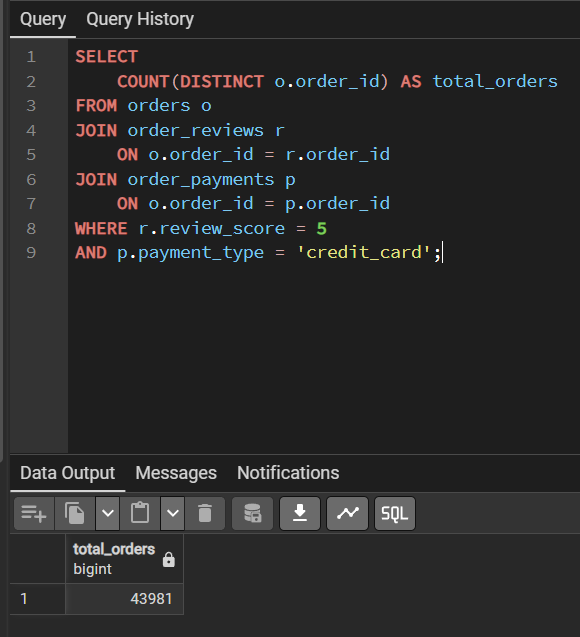 Query Query History
1 SELECT
2 COUNT(DISTINCT o.order_id) AS total_orders
3 FROM orders o
4 JOIN order_reviews r
5 ON o.order_id = r.order_id
6 JOIN order_payments p
7 ON o.order_id = p.order_id
8 WHERE r.review_score = 5
9 AND p.payment_type = 'credit_card';
Data Output Messages Notifications
SQL
total_orders
bigint
1 43981